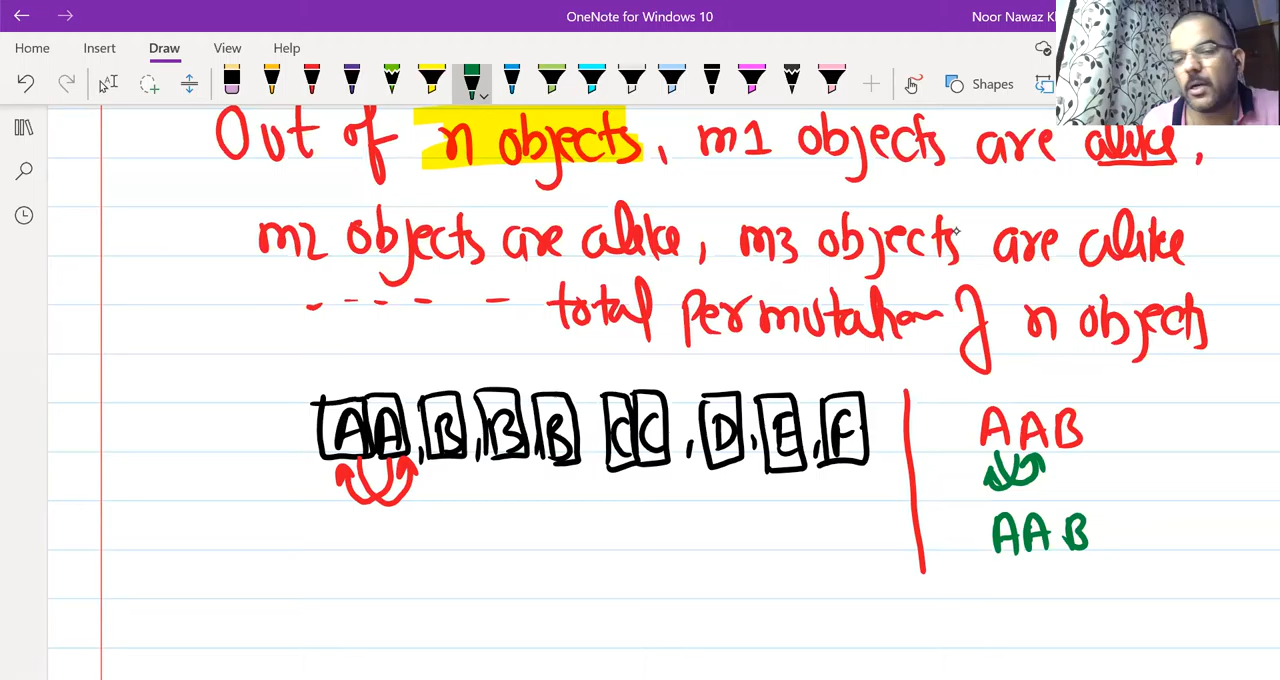 OneNote for Windows 10
Noor Nawaz Kh
Home Insert Draw View Help
Shapes
Out of n objects, m1 objects are alike,
m2 objects are alike, m3 objects are alike
----- total permutation of n objects
AA,B,B,B CC,D,E,F
AAB
AAB